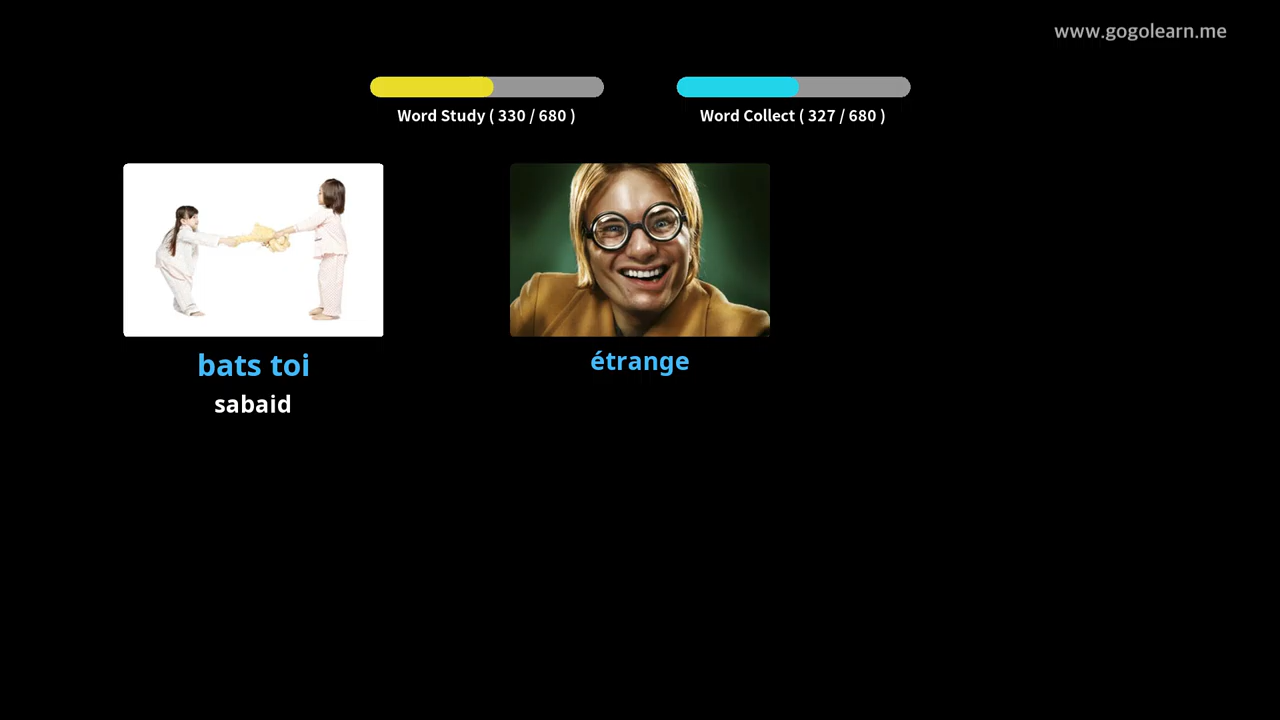 www.gogolearn.me
Word Study ( 330 / 680 )
Word Collect ( 327 / 680 )
bats toi
étrange
sabaid